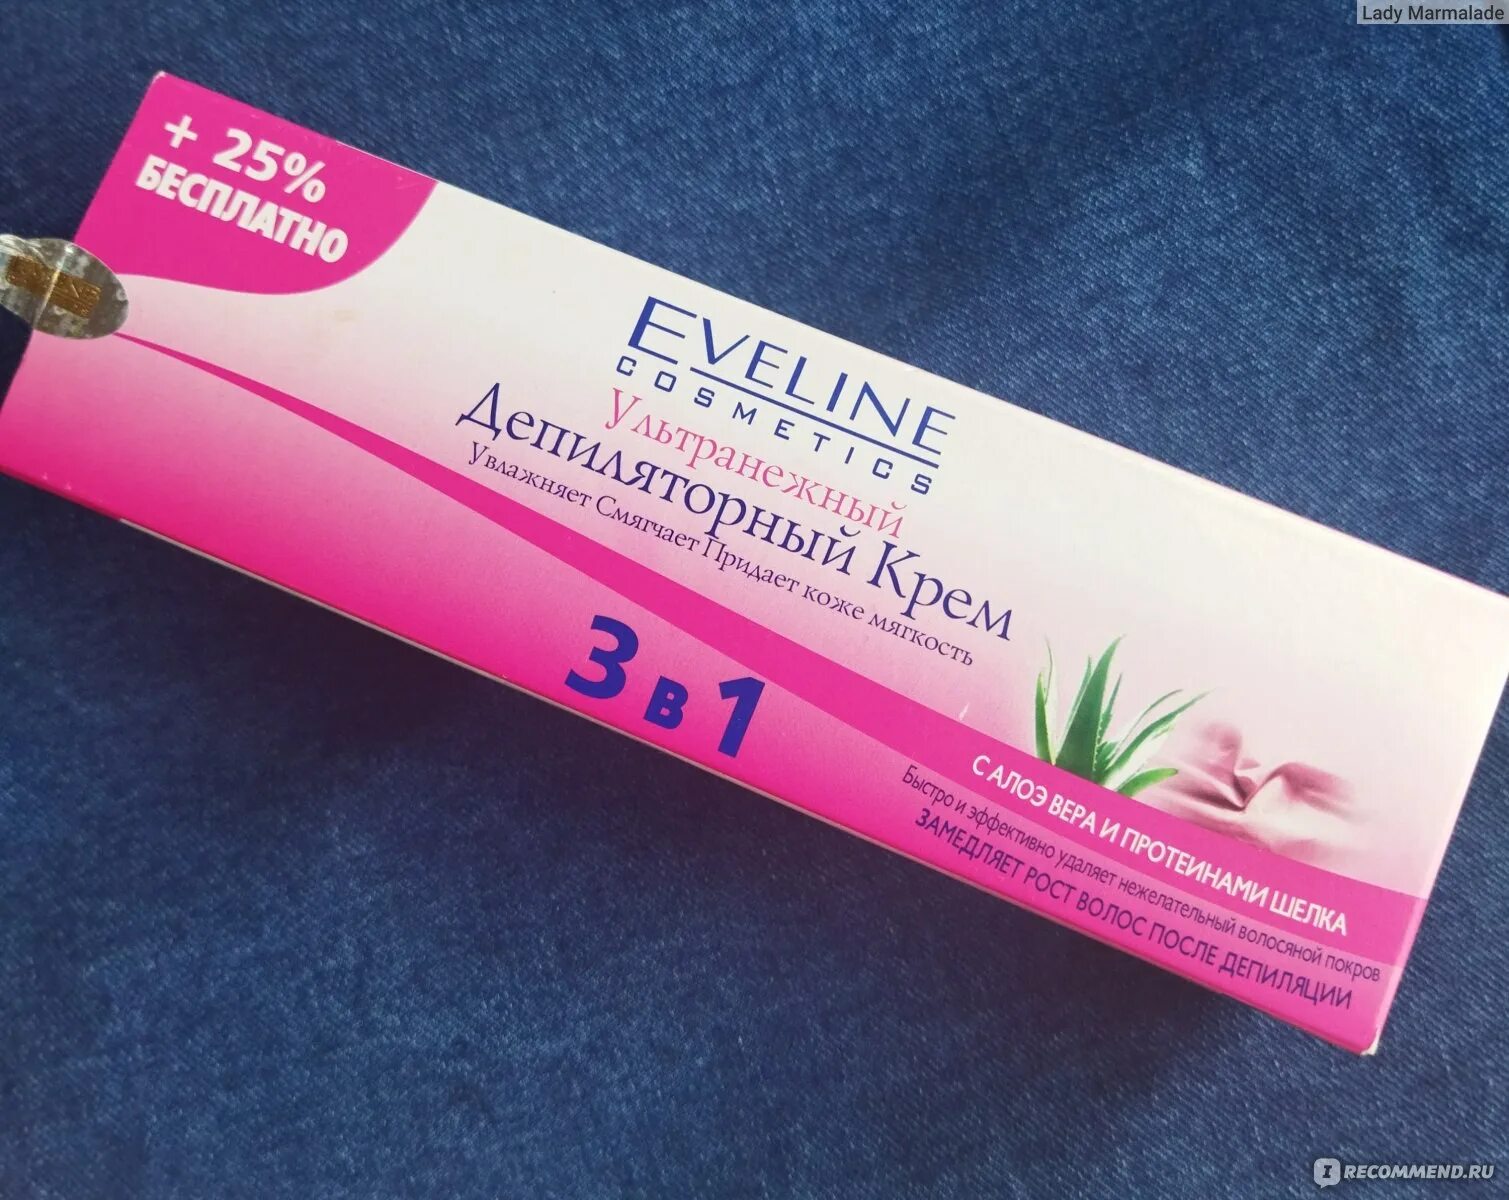 Lady Marmalade
+ 25%
БЕСПЛАТНО
EVELINE
COSMETICS
Ультранежный
Депиляторный Крем
Увлажняет Смягчает Придает коже мягкость
3 в 1
С АЛОЭ ВЕРА И ПРОТЕИНАМИ ШЕЛКА
Быстро и эффективно удаляет нежелательный волосяной покров
ЗАМЕДЛЯЕТ РОСТ ВОЛОС ПОСЛЕ ДЕПИЛЯЦИИ
IRECOMMEND.RU